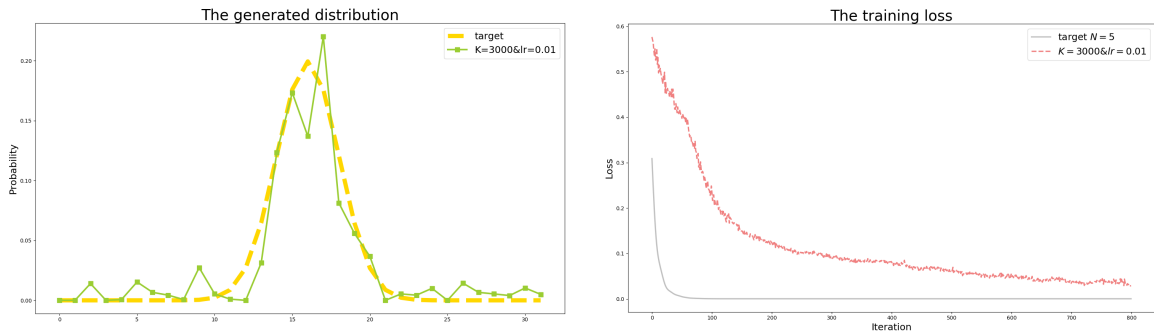 The generated distribution
target
K=3000&lr=0.01
Probability
0.20
0.15
0.10
0.05
0.00
0 5 10 15 20 25 30
The training loss
target N = 5
K = 3000&lr = 0.01
Loss
0.6
0.5
0.4
0.3
0.2
0.1
0.0
0 100 200 300 400 500 600 700 800
Iteration